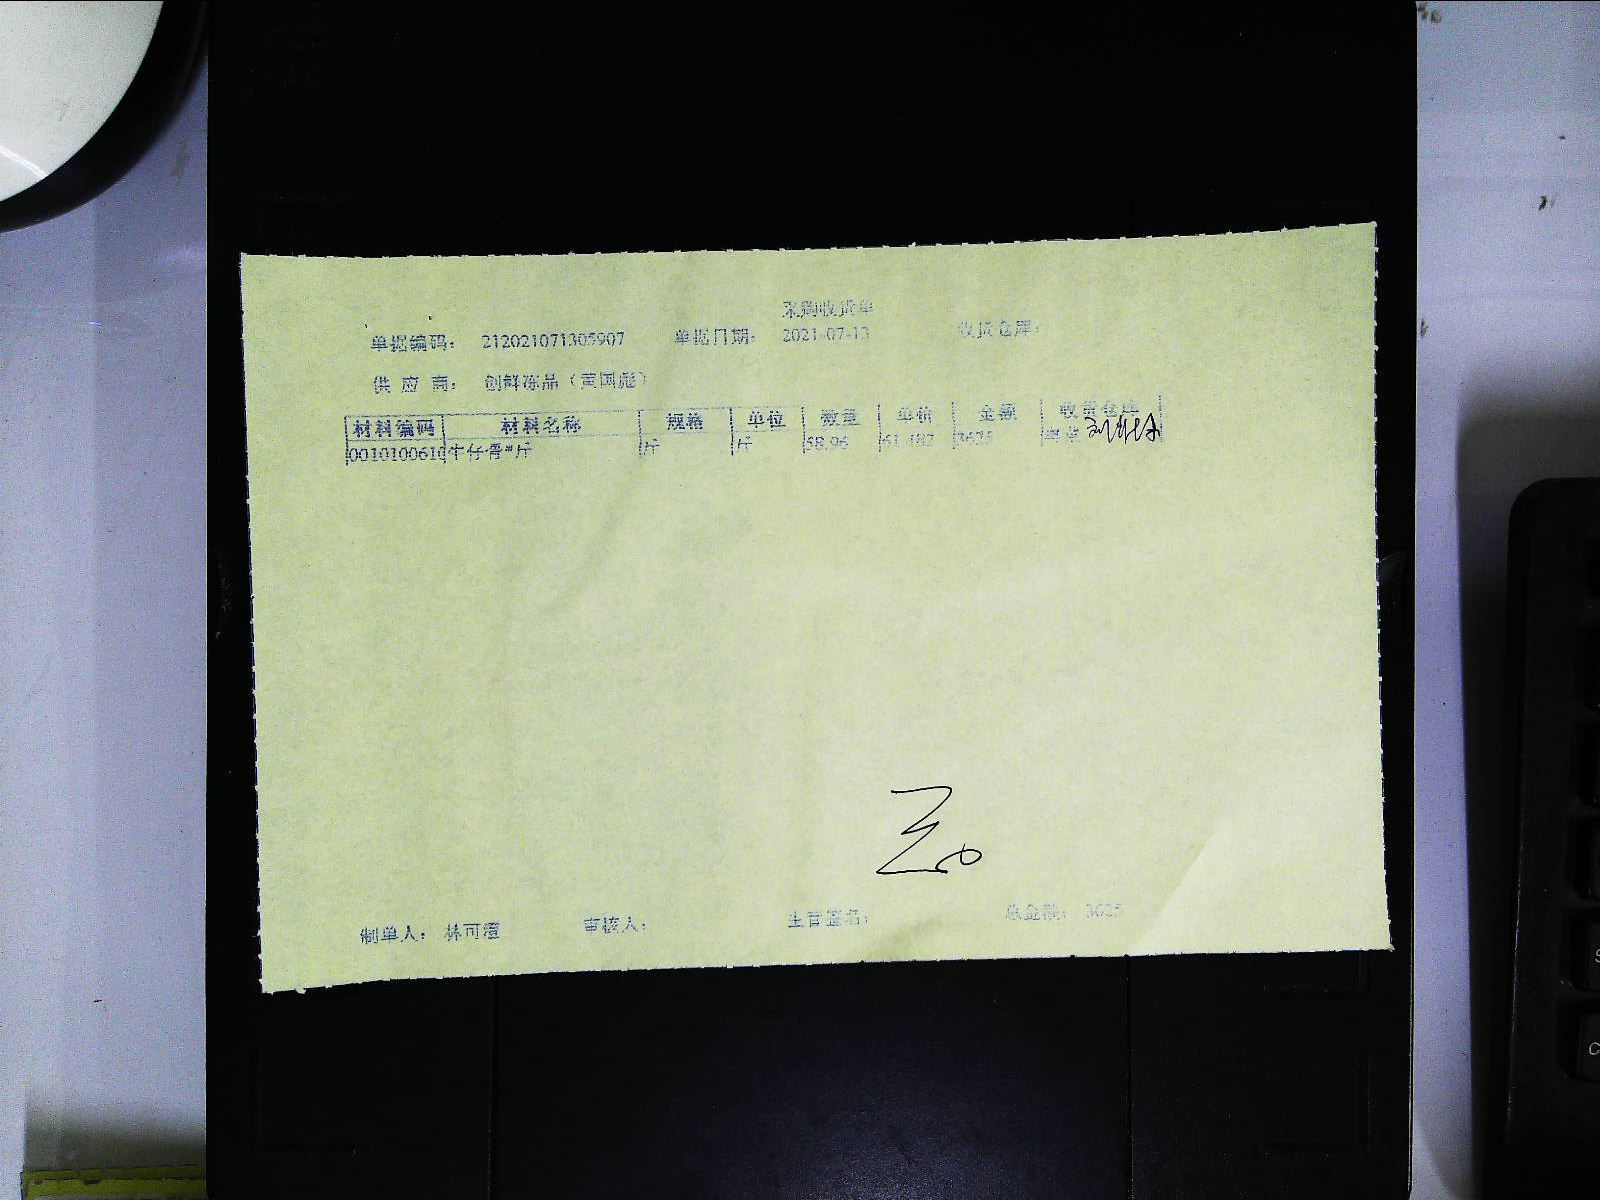 采购收货单
单据编码： 212021071305907 单据日期： 2021-07-13 收货仓库：
供 应 商： 创鲜冻品（黄国彪）
材料编码 材料名称 规格 单位 数量 单价 金额 收货仓库
0010100610 牛仔骨*斤 斤 斤 58.96 61.482 3625
制单人： 林可澧 审核人： 主管签名： 总金额： 3625